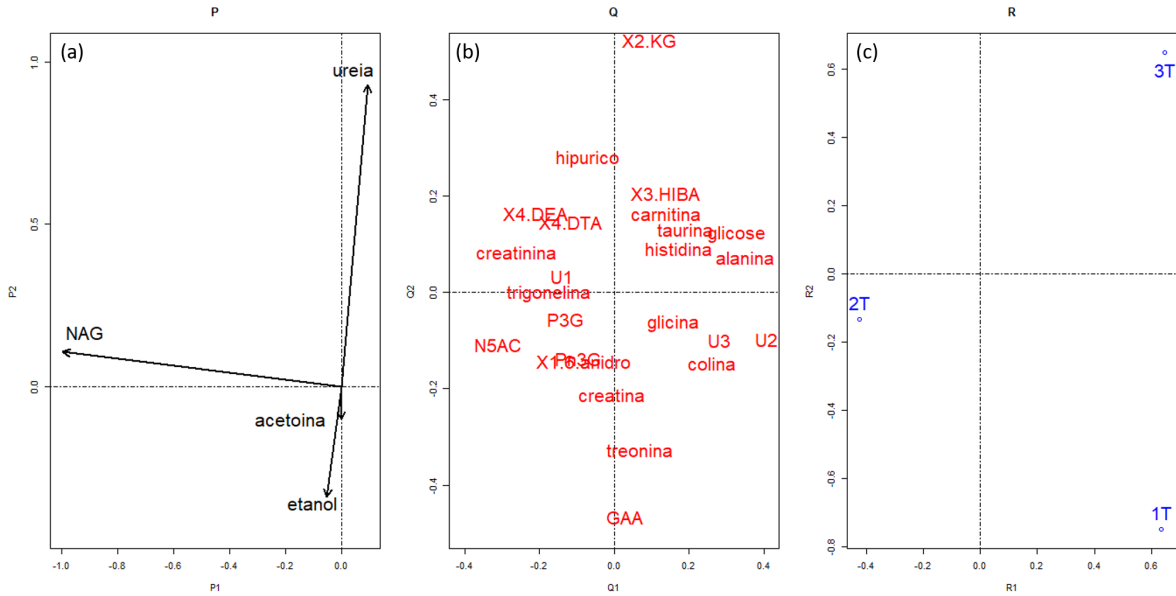 P
(a)
1.0
0.5
0.0
P2
ureia
NAG
acetoina
etanol
-1.0 -0.8 -0.6 -0.4 -0.2 0.0
P1
Q
(b)
0.4
0.2
0.0
-0.2
-0.4
Q2
X2.KG
hipurico
X3.HIBA
X4.DEA
carnitina
X4.DTA
taurina
glicose
histidina
creatinina
alanina
U1
trigonelina
P3G
glicina
N5AC
U3
U2
X1.6.anidro
colina
creatina
treonina
GAA
-0.4 -0.2 0.0 0.2 0.4
Q1
R
(c)
0.6
0.4
0.2
0.0
-0.2
-0.4
-0.6
-0.8
R2
3T
2T
1T
-0.4 -0.2 0.0 0.2 0.4 0.6
R1